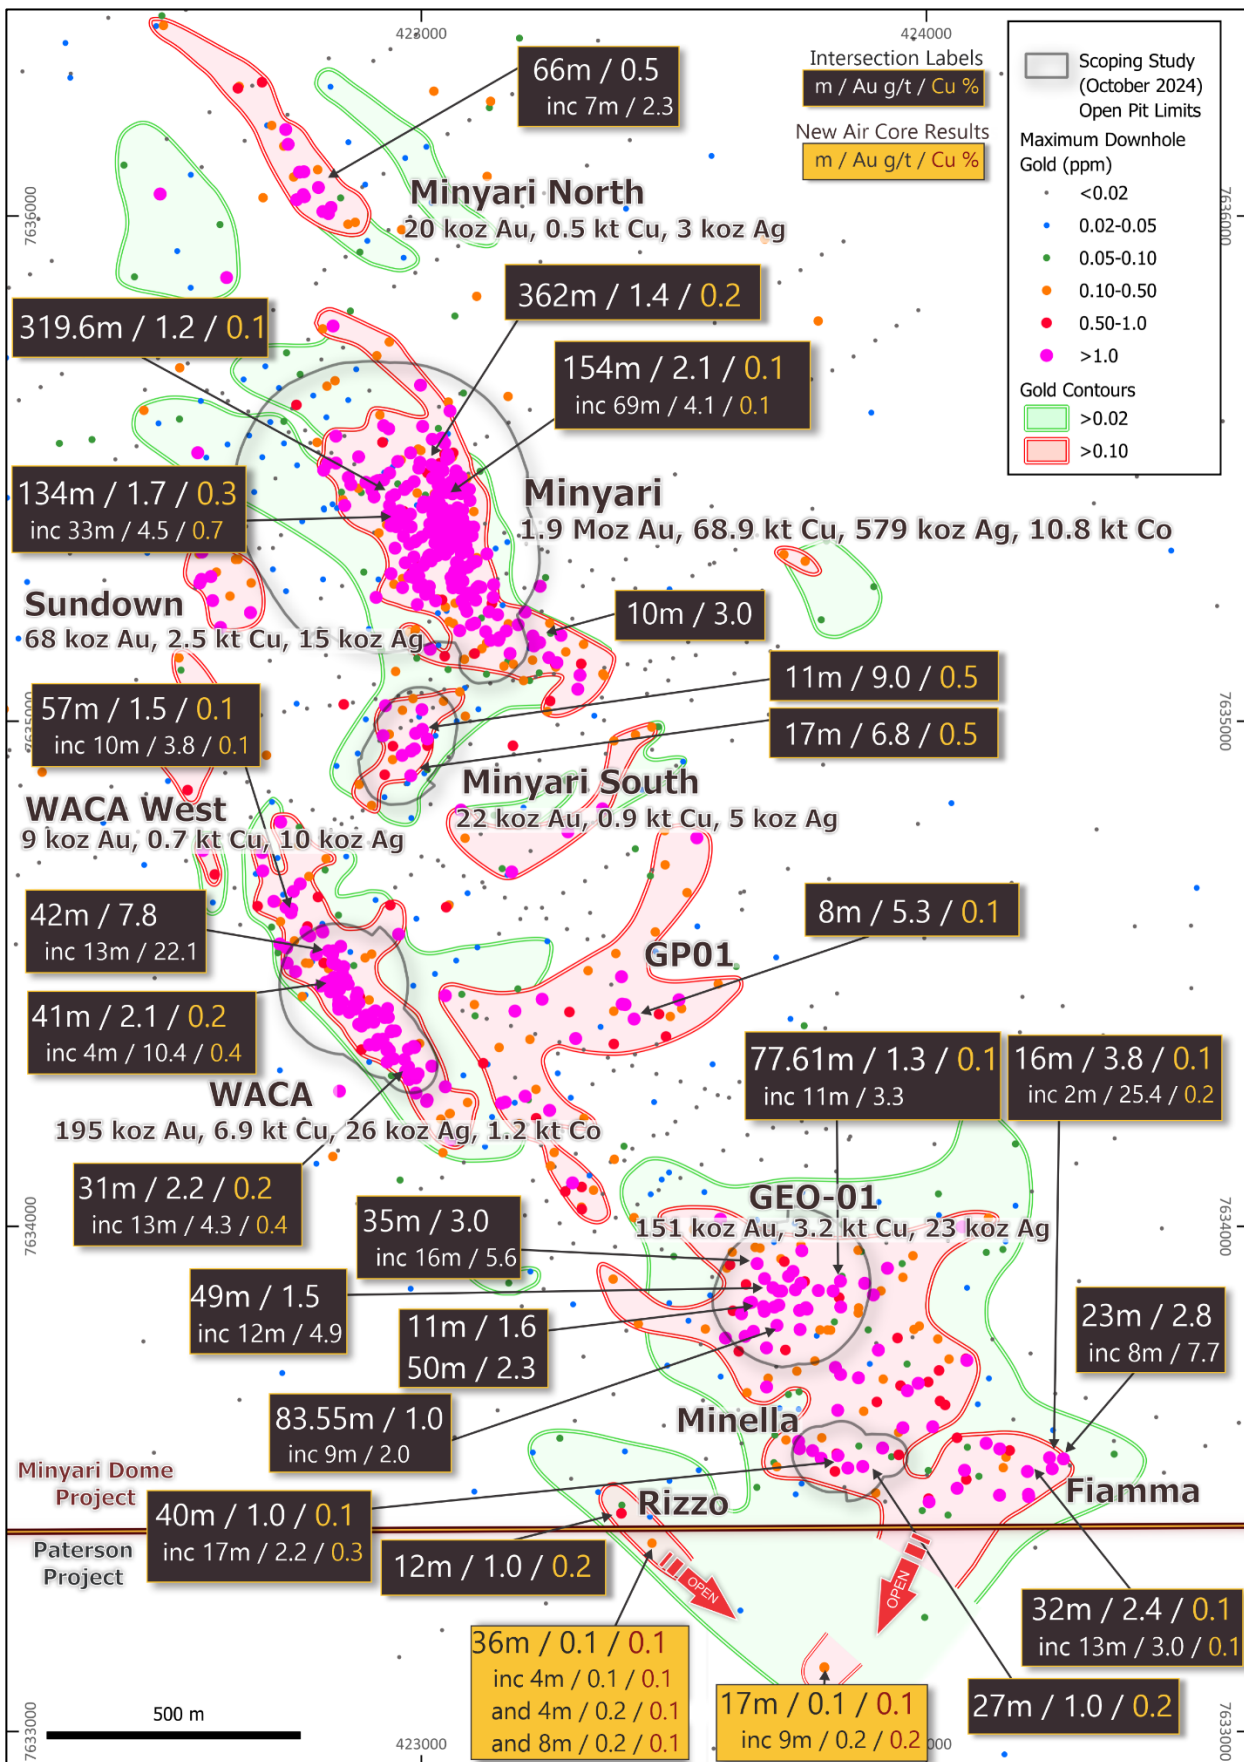 423000
424000
Intersection Labels
m / Au g/t / Cu %
New Air Core Results
m / Au g/t / Cu %
Scoping Study
(October 2024)
Open Pit Limits
Maximum Downhole
Gold (ppm)
<0.02
0.02-0.05
0.05-0.10
0.10-0.50
0.50-1.0
>1.0
Gold Contours
>0.02
>0.10
66m / 0.5
inc 7m / 2.3
Minyari North
20 koz Au, 0.5 kt Cu, 3 koz Ag
7636000
7636000
362m / 1.4 / 0.2
319.6m / 1.2 / 0.1
154m / 2.1 / 0.1
inc 69m / 4.1 / 0.1
134m / 1.7 / 0.3
inc 33m / 4.5 / 0.7
Minyari
1.9 Moz Au, 68.9 kt Cu, 579 koz Ag, 10.8 kt Co
Sundown
68 koz Au, 2.5 kt Cu, 15 koz Ag
10m / 3.0
11m / 9.0 / 0.5
17m / 6.8 / 0.5
57m / 1.5 / 0.1
inc 10m / 3.8 / 0.1
7635000
7635000
Minyari South
22 koz Au, 0.9 kt Cu, 5 koz Ag
WACA West
9 koz Au, 0.7 kt Cu, 10 koz Ag
42m / 7.8
inc 13m / 22.1
8m / 5.3 / 0.1
GP01
41m / 2.1 / 0.2
inc 4m / 10.4 / 0.4
77.61m / 1.3 / 0.1
inc 11m / 3.3
16m / 3.8 / 0.1
inc 2m / 25.4 / 0.2
WACA
195 koz Au, 6.9 kt Cu, 26 koz Ag, 1.2 kt Co
31m / 2.2 / 0.2
inc 13m / 4.3 / 0.4
35m / 3.0
inc 16m / 5.6
GEO-01
151 koz Au, 3.2 kt Cu, 23 koz Ag
7634000
7634000
49m / 1.5
inc 12m / 4.9
11m / 1.6
50m / 2.3
23m / 2.8
inc 8m / 7.7
83.55m / 1.0
inc 9m / 2.0
Minella
Minyari Dome
Project
Rizzo
Fiamma
40m / 1.0 / 0.1
inc 17m / 2.2 / 0.3
Paterson
Project
12m / 1.0 / 0.2
OPEN
OPEN
32m / 2.4 / 0.1
inc 13m / 3.0 / 0.1
36m / 0.1 / 0.1
inc 4m / 0.1 / 0.1
and 4m / 0.2 / 0.1
and 8m / 0.2 / 0.1
17m / 0.1 / 0.1
inc 9m / 0.2 / 0.2
27m / 1.0 / 0.2
500 m
7633000
7633000
423000